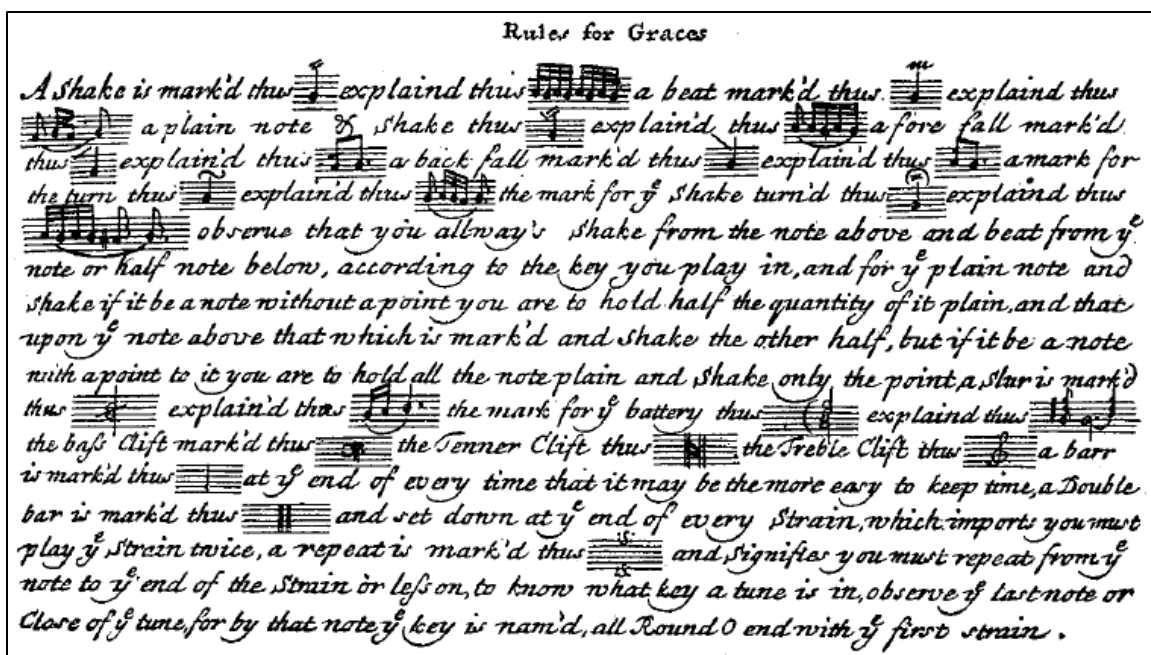 Rules for Graces
A Shake is mark'd thus explaind thus a beat mark'd thus explaind thus
a plain note & Shake thus explain'd thus a fore fall mark'd
thus explain'd thus a back fall mark'd thus explain'd thus a mark for
the turn thus explain'd thus the mark for yᵉ Shake turn'd thus explaind thus
observe that you allway's Shake from the note above and beat from yᵉ
note or half note below, according to the key you play in, and for yᵉ plain note and
Shake if it be a note without a point you are to hold half the quantity of it plain, and that
upon yᵉ note above that which is mark'd and Shake the other half, but if it be a note
with a point to it you are to hold all the note plain and Shake only the point, a Slur is mark'd
thus explain'd thus the mark for yᵉ battery thus explaind thus
the baſs Clift mark'd thus the Tenner Clift thus the Treble Clift thus a barr
is mark'd thus at yᵉ end of every time that it may be the more easy to keep time, a Double
bar is mark'd thus and set down at yᵉ end of every Strain, which imports you must
play yᵉ Strain twice, a repeat is mark'd thus :S: and Signifies you must repeat from yᵉ
note to yᵉ end of the Strain or leſson, to know what key a tune is in, observe yᵉ last note or
Close of yᵉ tune, for by that note yᵉ key is nam'd, all Round O end with yᵉ first strain.